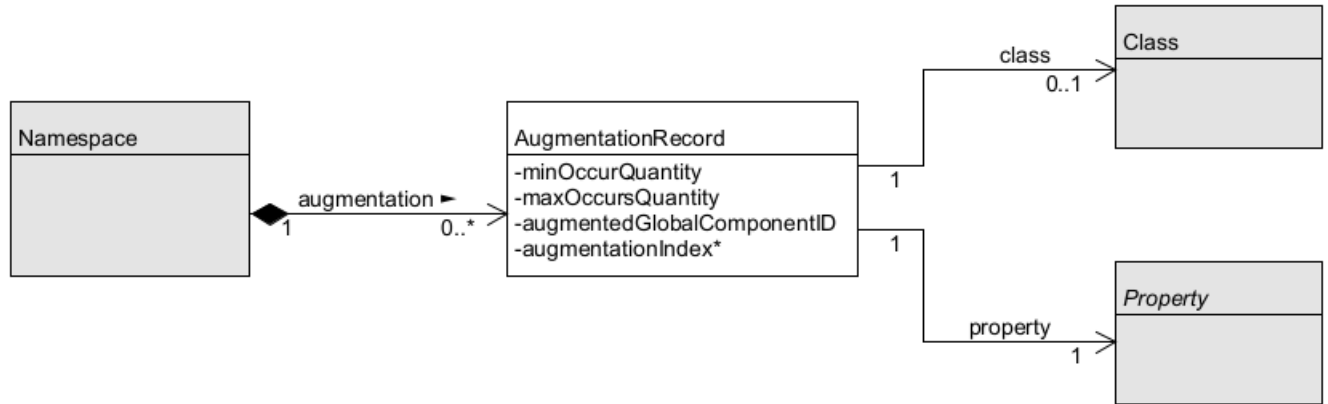 Namespace
augmentation ►
1
0..*
AugmentationRecord
-minOccurQuantity
-maxOccursQuantity
-augmentedGlobalComponentID
-augmentationIndex*
class
0..1
1
Class
1
property
1
Property